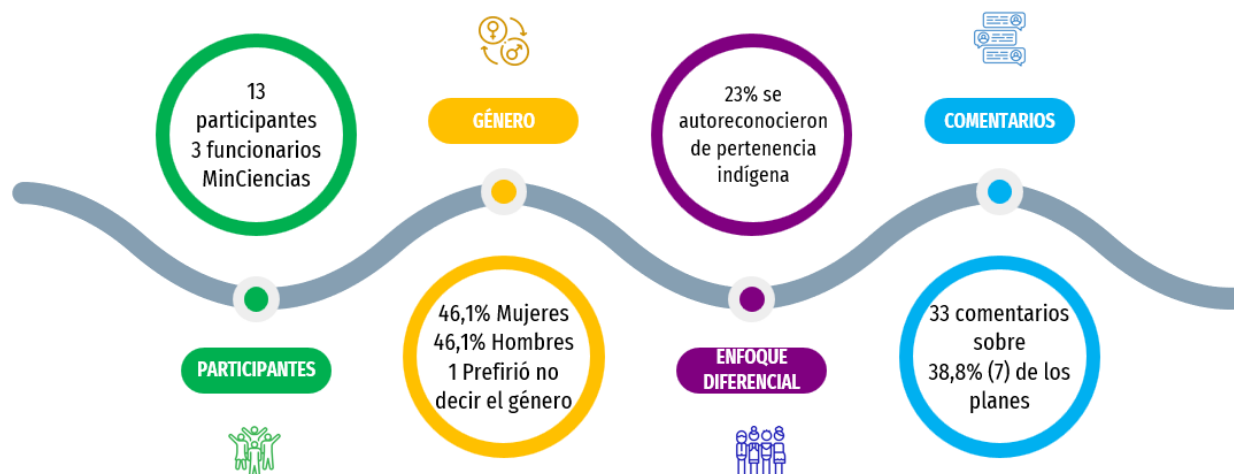 13
participantes
3 funcionarios
MinCiencias
PARTICIPANTES
GÉNERO
46,1% Mujeres
46,1% Hombres
1 Prefirió no
decir el género
23% se
autoreconocieron
de pertenencia
indígena
ENFOQUE
DIFERENCIAL
COMENTARIOS
33 comentarios
sobre
38,8% (7) de los
planes